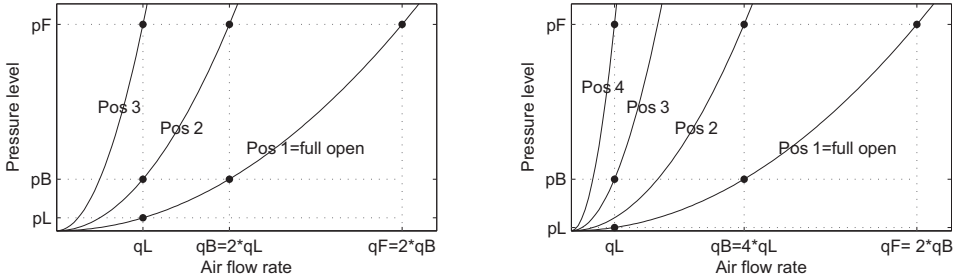 pF
pB
pL
Pressure level
Pos 3
Pos 2
Pos 1=full open
qL
qB=2*qL
qF=2*qB
Air flow rate
pF
pB
pL
Pressure level
Pos 4
Pos 3
Pos 2
Pos 1=full open
qL
qB=4*qL
qF= 2*qB
Air flow rate